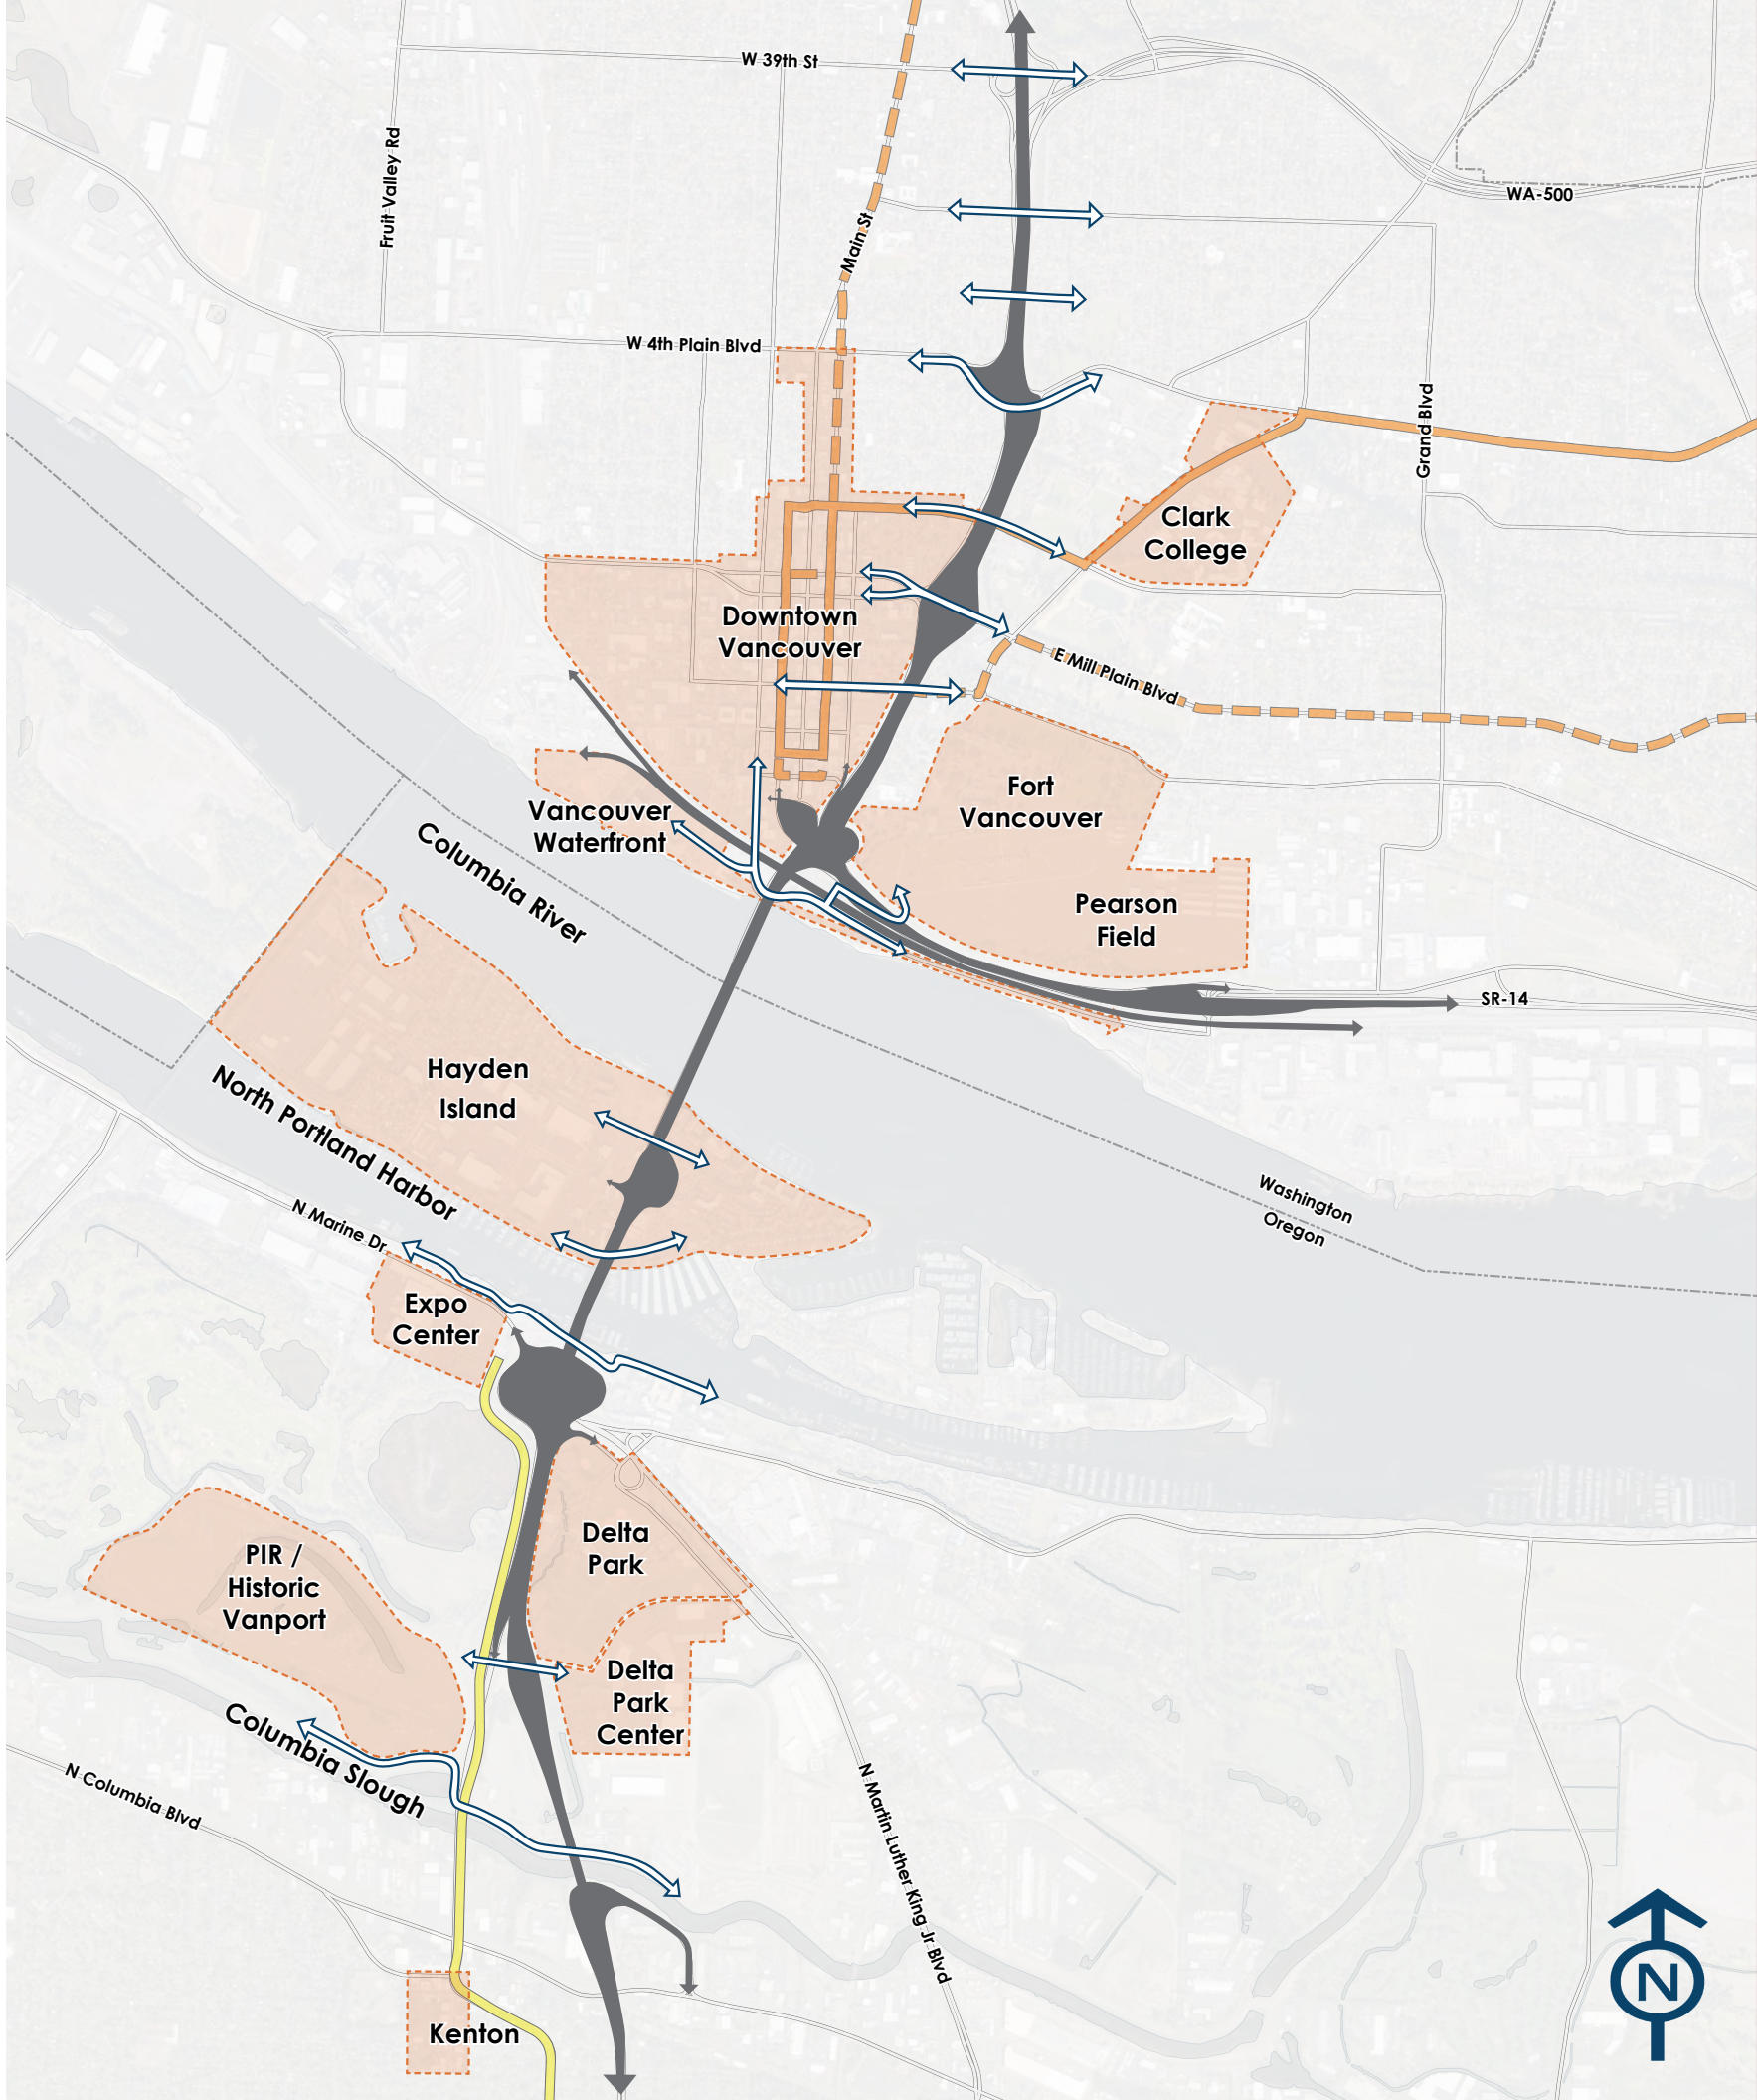 W 39th St
Fruit Valley Rd
WA-500
Main St
W 4th Plain Blvd
Grand Blvd
Clark
College
Downtown
Vancouver
E Mill Plain Blvd
Fort
Vancouver
Vancouver
Waterfront
Columbia River
Pearson
Field
SR-14
Hayden
Island
North Portland Harbor
Washington
Oregon
N Marine Dr
Expo
Center
Delta
Park
PIR /
Historic
Vanport
Delta
Park
Center
Columbia Slough
N Columbia Blvd
N Martin Luther King Jr Blvd
N
Kenton